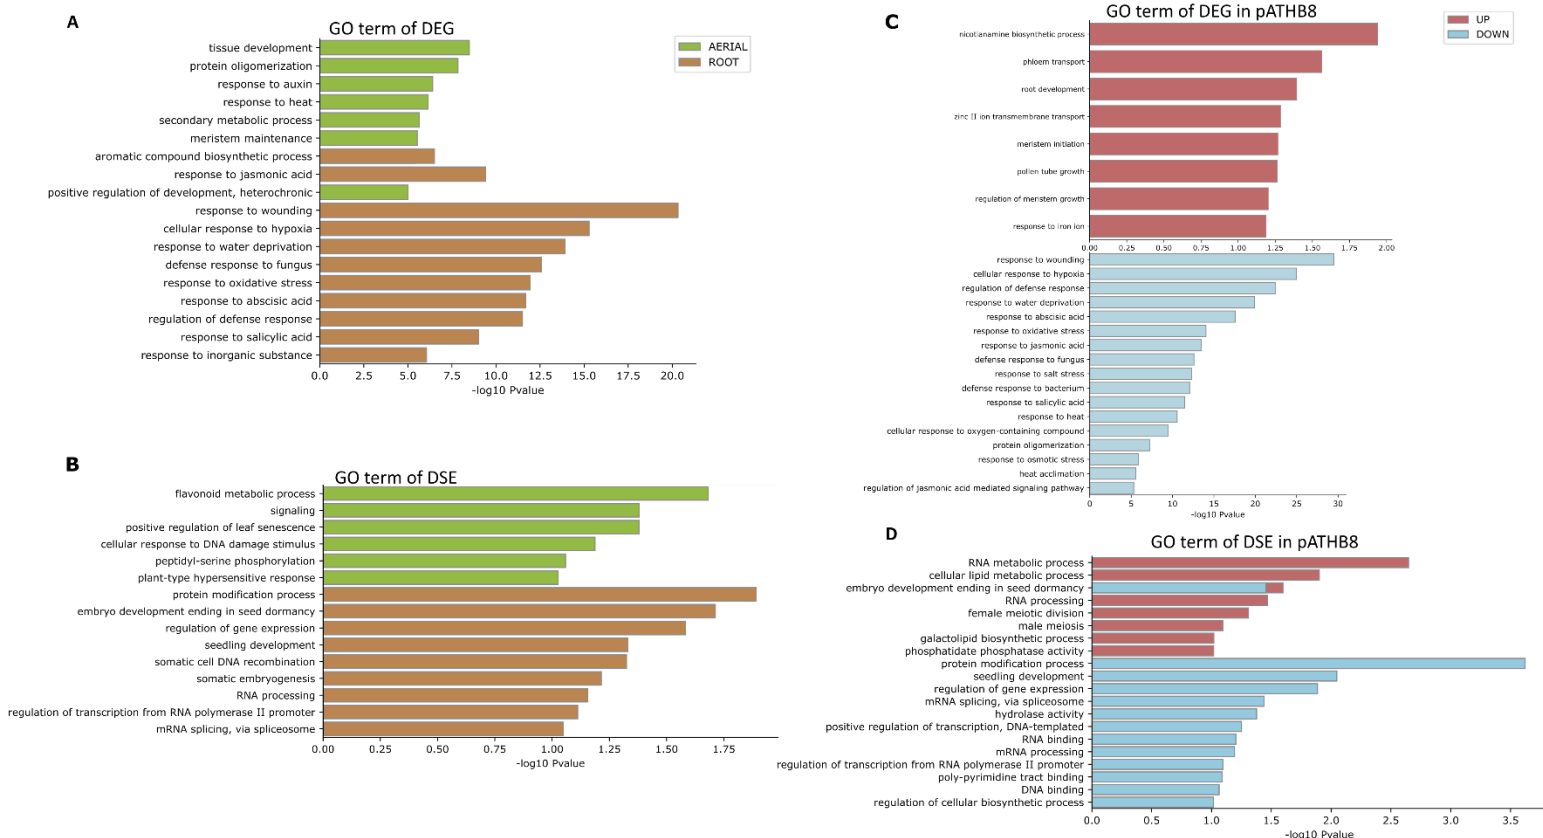 A
GO term of DEG
AERIAL
ROOT
tissue development
protein oligomerization
response to auxin
response to heat
secondary metabolic process
meristem maintenance
aromatic compound biosynthetic process
response to jasmonic acid
positive regulation of development, heterochronic
response to wounding
cellular response to hypoxia
response to water deprivation
defense response to fungus
response to oxidative stress
response to abscisic acid
regulation of defense response
response to salicylic acid
response to inorganic substance
0.0 2.5 5.0 7.5 10.0 12.5 15.0 17.5 20.0
-log10 Pvalue
B
GO term of DSE
flavonoid metabolic process
signaling
positive regulation of leaf senescence
cellular response to DNA damage stimulus
peptidyl-serine phosphorylation
plant-type hypersensitive response
protein modification process
embryo development ending in seed dormancy
regulation of gene expression
seedling development
somatic cell DNA recombination
somatic embryogenesis
RNA processing
regulation of transcription from RNA polymerase II promoter
mRNA splicing, via spliceosome
0.00 0.25 0.50 0.75 1.00 1.25 1.50 1.75
-log10 Pvalue
C
GO term of DEG in pATHB8
UP
DOWN
nicotianamine biosynthetic process
phloem transport
root development
zinc II ion transmembrane transport
meristem initiation
pollen tube growth
regulation of meristem growth
response to iron ion
0.00 0.25 0.50 0.75 1.00 1.25 1.50 1.75 2.00
response to wounding
cellular response to hypoxia
regulation of defense response
response to water deprivation
response to abscisic acid
response to oxidative stress
response to jasmonic acid
defense response to fungus
response to salt stress
defense response to bacterium
response to salicylic acid
response to heat
cellular response to oxygen-containing compound
protein oligomerization
response to osmotic stress
heat acclimation
regulation of jasmonic acid mediated signaling pathway
0 5 10 15 20 25 30
-log10 Pvalue
D
GO term of DSE in pATHB8
RNA metabolic process
cellular lipid metabolic process
embryo development ending in seed dormancy
RNA processing
female meiotic division
male meiosis
galactolipid biosynthetic process
phosphatidate phosphatase activity
protein modification process
seedling development
regulation of gene expression
mRNA splicing, via spliceosome
hydrolase activity
positive regulation of transcription, DNA-templated
RNA binding
mRNA processing
regulation of transcription from RNA polymerase II promoter
poly-pyrimidine tract binding
DNA binding
regulation of cellular biosynthetic process
0.0 0.5 1.0 1.5 2.0 2.5 3.0 3.5
-log10 Pvalue